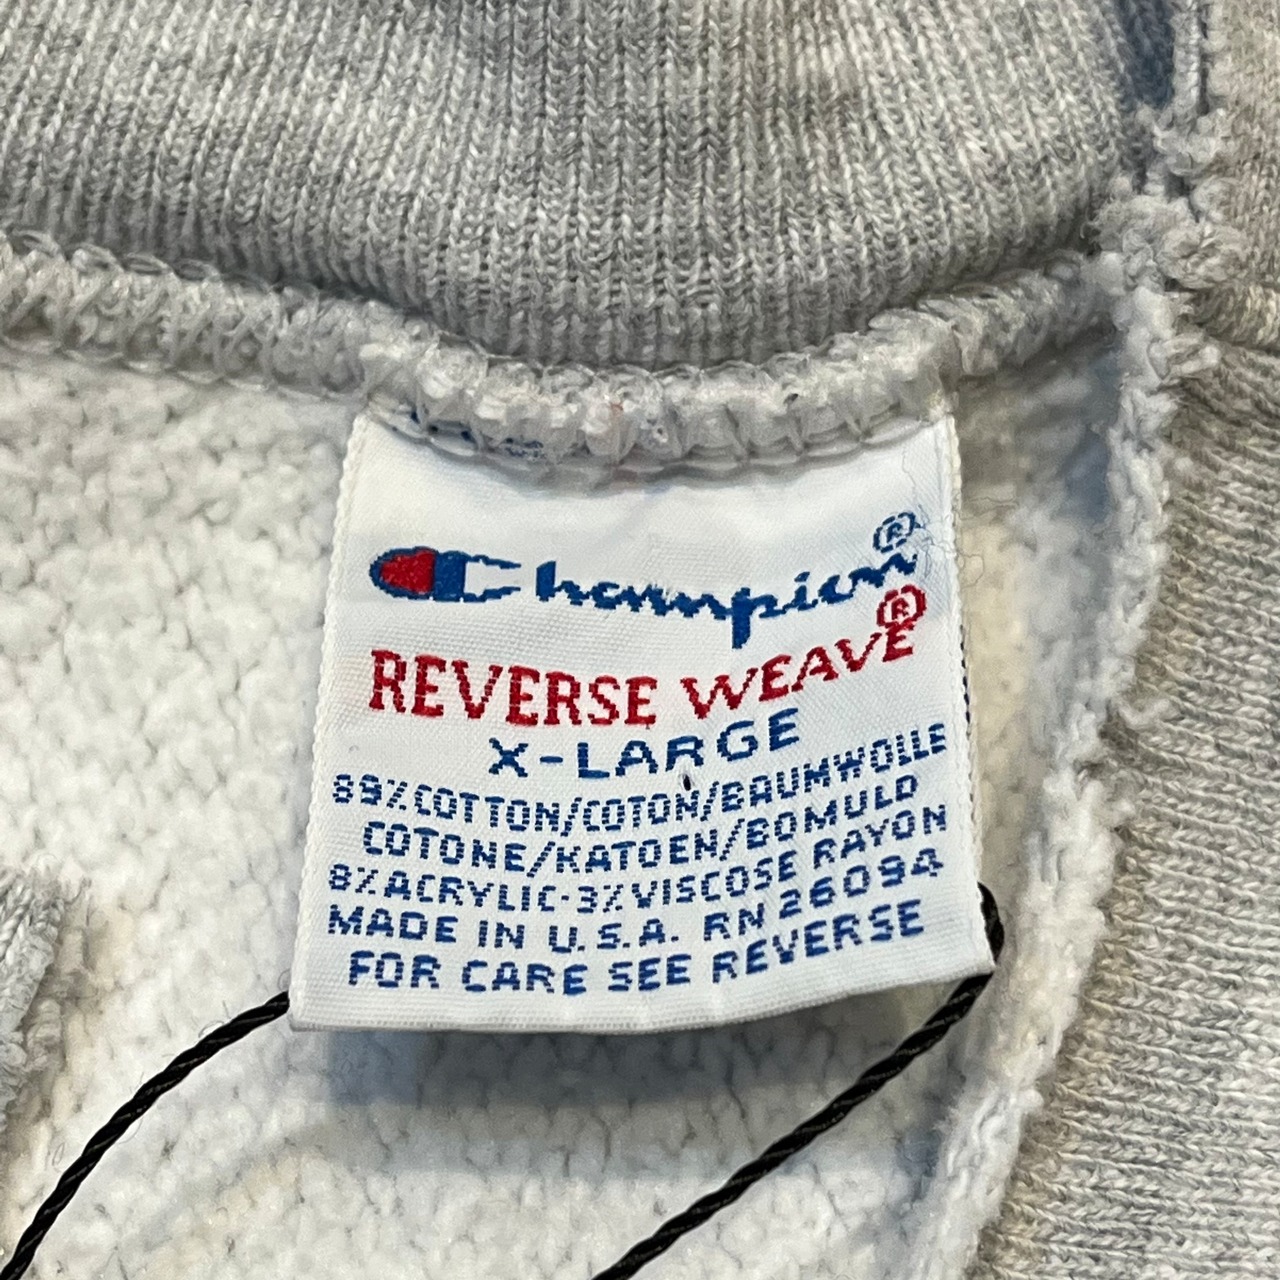 Champion®
REVERSE WEAVE®
X-LARGE
89% COTTON/COTON/BAUMWOLLE
COTONE/KATOEN/BOMULD
8% ACRYLIC-3% VISCOSE RAYON
MADE IN U.S.A. RN 26094
FOR CARE SEE REVERSE